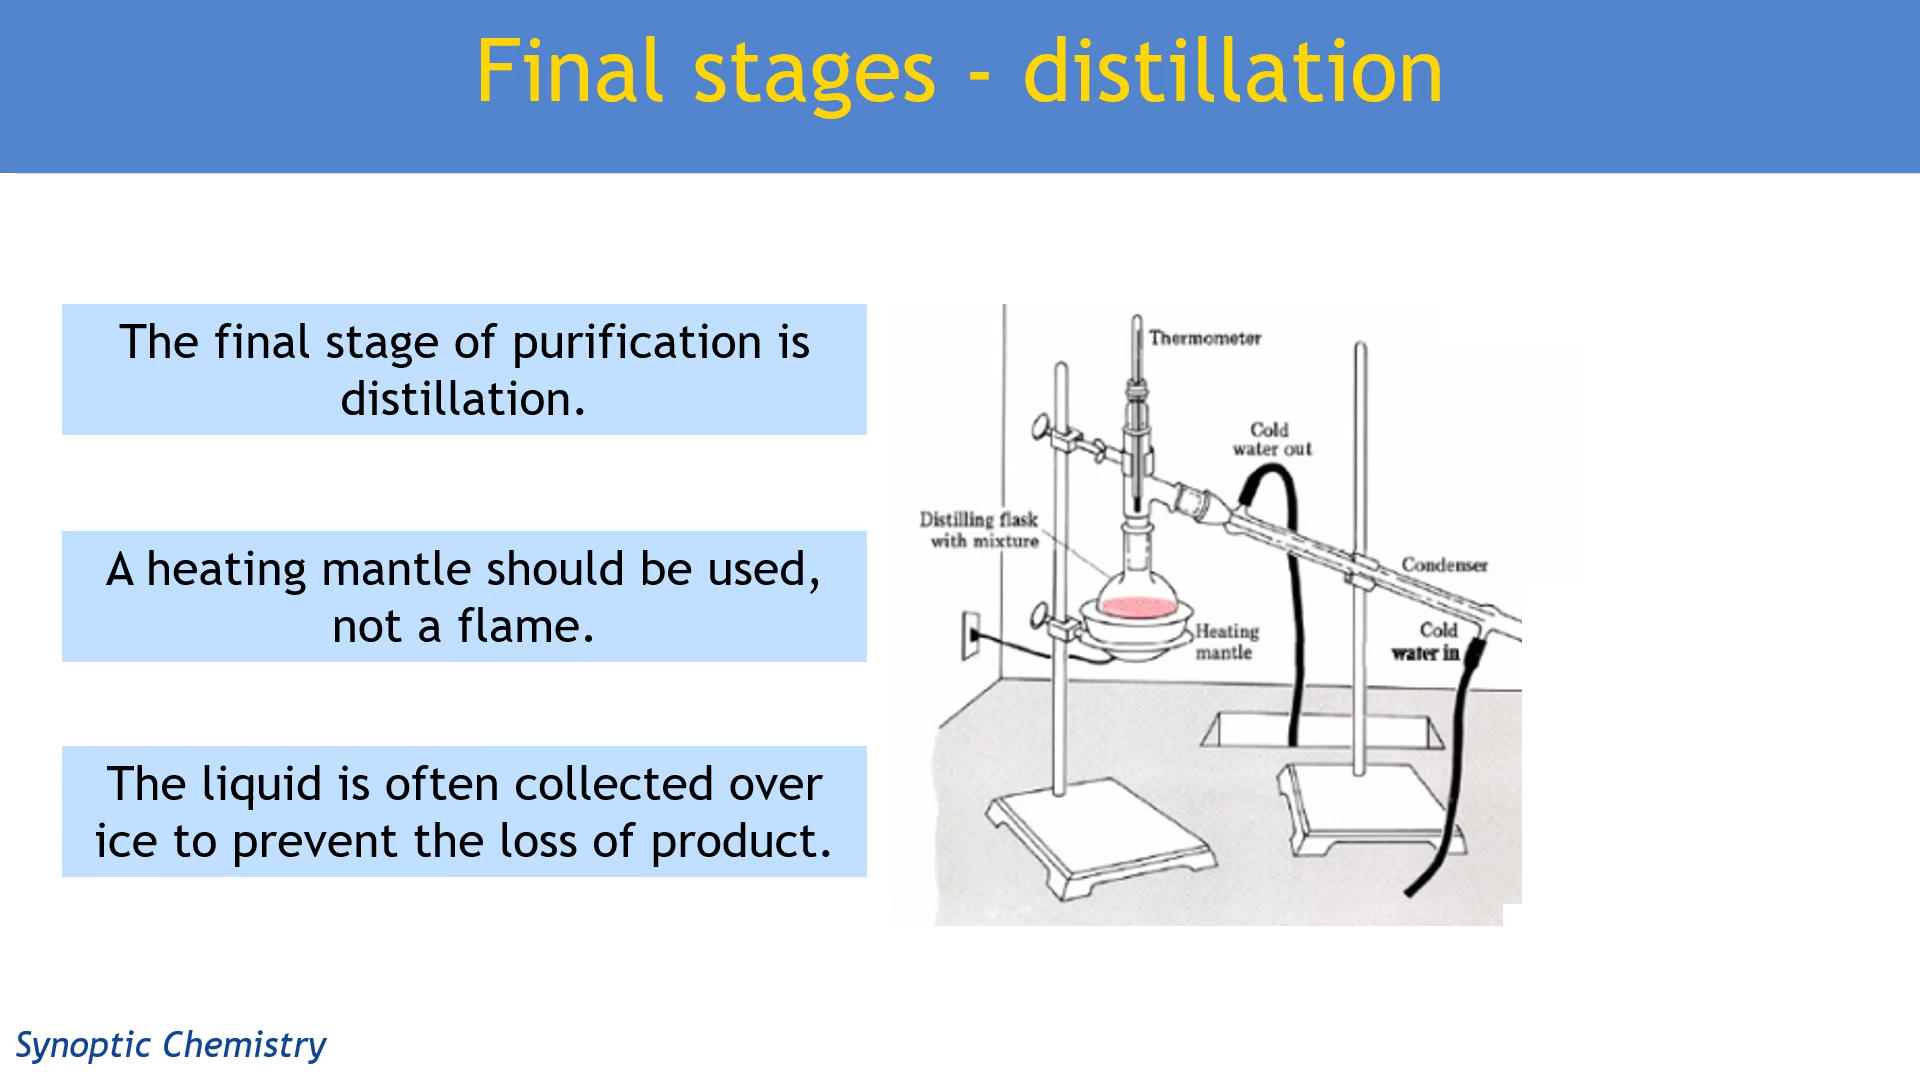 Final stages - distillation
The final stage of purification is
distillation.
A heating mantle should be used,
not a flame.
The liquid is often collected over
ice to prevent the loss of product.
Thermometer
Cold
water out
Distilling flask
with mixture
Condenser
Heating
mantle
Cold
water in
Synoptic Chemistry